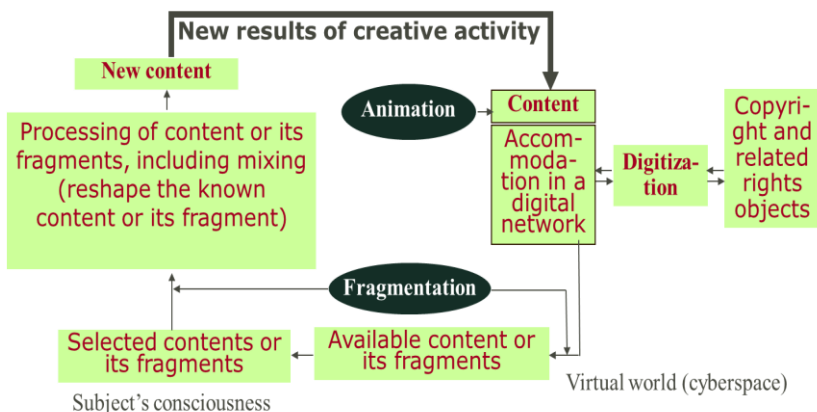 New results of creative activity
New content
Animation
Content
Copyri-
ght and
related
rights
objects
Processing of content or its
fragments, including mixing
(reshape the known
content or its fragment)
Accom-
moda-
tion in a
digital
network
Digitiza-
tion
Fragmentation
Selected contents or
its fragments
Available content or
its fragments
Virtual world (cyberspace)
Subject's consciousness